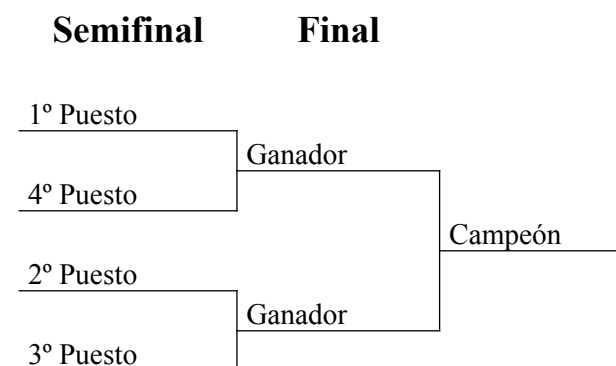 Semifinal Final
1º Puesto
Ganador
4º Puesto
Campeón
2º Puesto
Ganador
3º Puesto